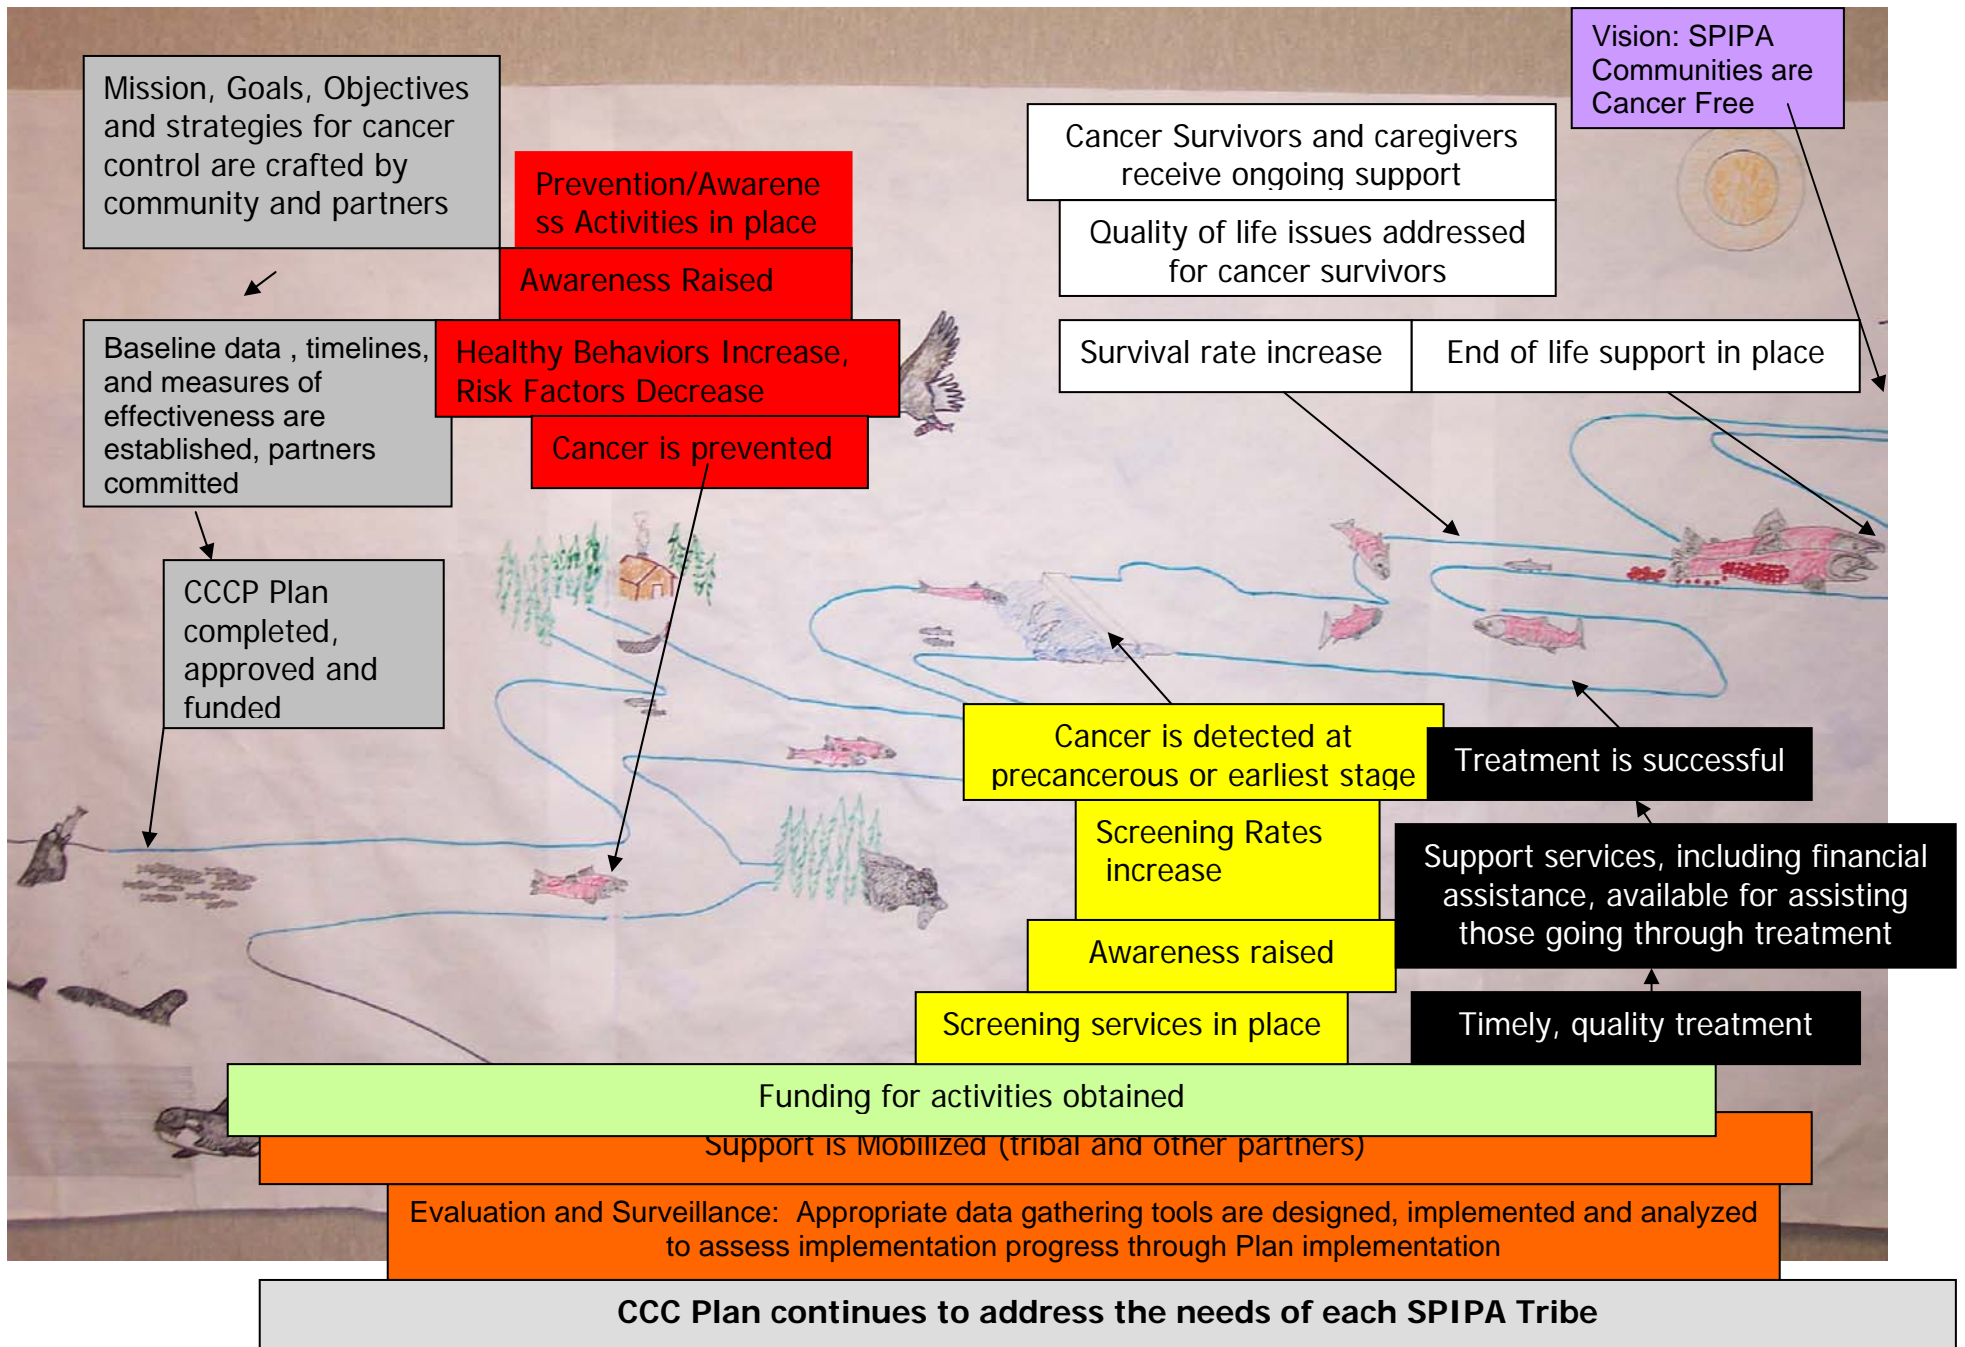 Mission, Goals, Objectives
and strategies for cancer
control are crafted by
community and partners
Baseline data , timelines,
and measures of
effectiveness are
established, partners
committed
CCCP Plan
completed,
approved and
funded
Prevention/Awarene
ss Activities in place
Awareness Raised
Healthy Behaviors Increase,
Risk Factors Decrease
Cancer is prevented
Vision: SPIPA
Communities are
Cancer Free
Cancer Survivors and caregivers
receive ongoing support
Quality of life issues addressed
for cancer survivors
Survival rate increase
End of life support in place
Cancer is detected at
precancerous or earliest stage
Screening Rates
increase
Awareness raised
Screening services in place
Treatment is successful
Support services, including financial
assistance, available for assisting
those going through treatment
Timely, quality treatment
Funding for activities obtained
Support is Mobilized (tribal and other partners)
Evaluation and Surveillance:  Appropriate data gathering tools are designed, implemented and analyzed
to assess implementation progress through Plan implementation
CCC Plan continues to address the needs of each SPIPA Tribe